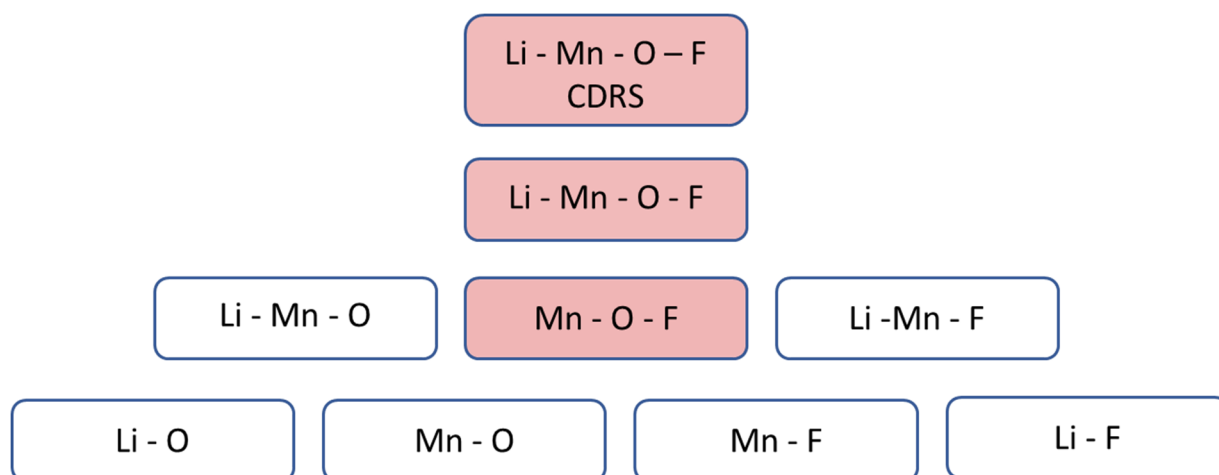 Li - Mn - O – F
CDRS
Li - Mn - O - F
Li - Mn - O
Mn - O - F
Li -Mn - F
Li - O
Mn - O
Mn - F
Li - F